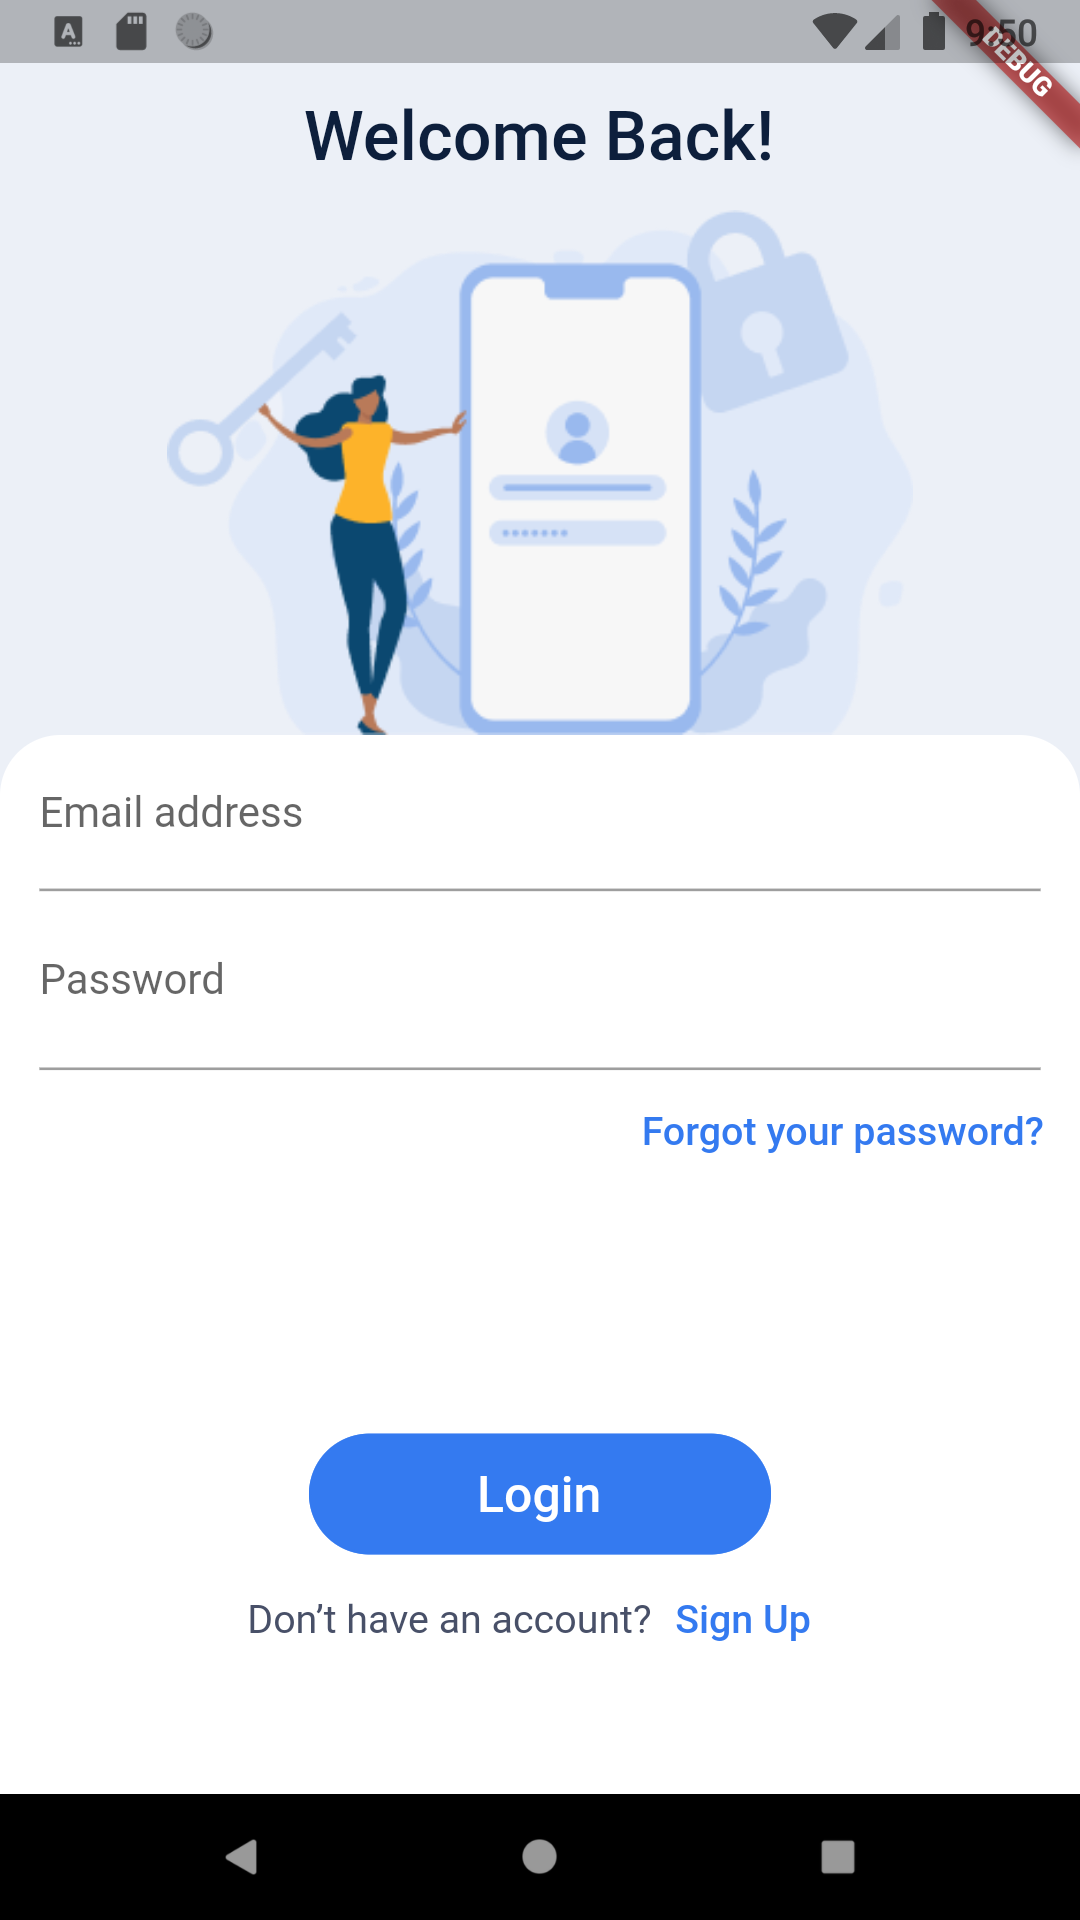 9:50
DEBUG
Welcome Back!
Email address
Password
Forgot your password?
Login
Don’t have an account? Sign Up